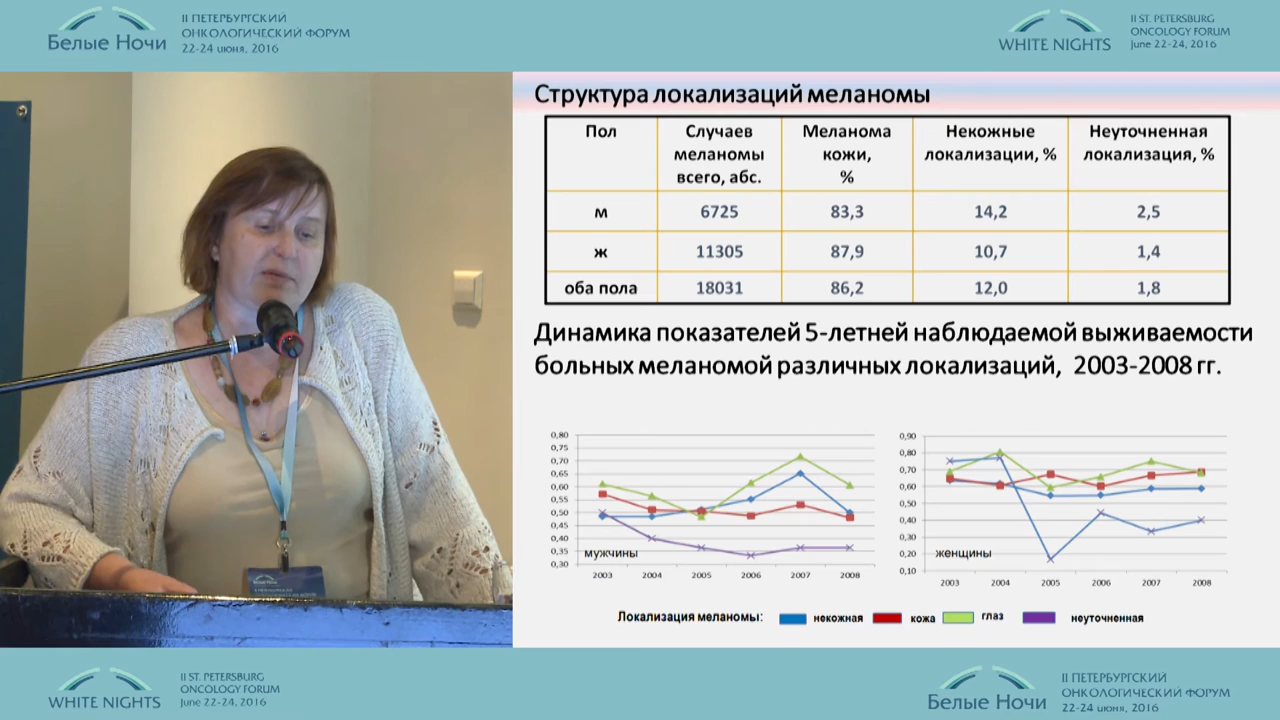 II ПЕТЕРБУРГСКИЙ
ОНКОЛОГИЧЕСКИЙ ФОРУМ
Белые Ночи
22-24 июня, 2016
II ST. PETERSBURG
ONCOLOGY FORUM
WHITE NIGHTS
June 22-24, 2016
Структура локализаций меланомы
Пол Случаев меланомы всего, абс. Меланома кожи, % Некожные локализации, % Неуточненная локализация, %
м 6725 83,3 14,2 2,5
ж 11305 87,9 10,7 1,4
оба пола 18031 86,2 12,0 1,8
Динамика показателей 5-летней наблюдаемой выживаемости
больных меланомой различных локализаций, 2003-2008 гг.
0,80
0,75
0,70
0,65
0,60
0,55
0,50
0,45
0,40
0,35
0,30
мужчины
2003 2004 2005 2006 2007 2008
0,90
0,80
0,70
0,60
0,50
0,40
0,30
0,20
0,10
женщины
2003 2004 2005 2006 2007 2008
Локализация меланомы: некожная кожа глаз неуточненная
Белые Ночи
II ST. PETERSBURG
ONCOLOGY FORUM
WHITE NIGHTS
June 22-24, 2016
II ПЕТЕРБУРГСКИЙ
ОНКОЛОГИЧЕСКИЙ ФОРУМ
Белые Ночи
22-24 июня, 2016